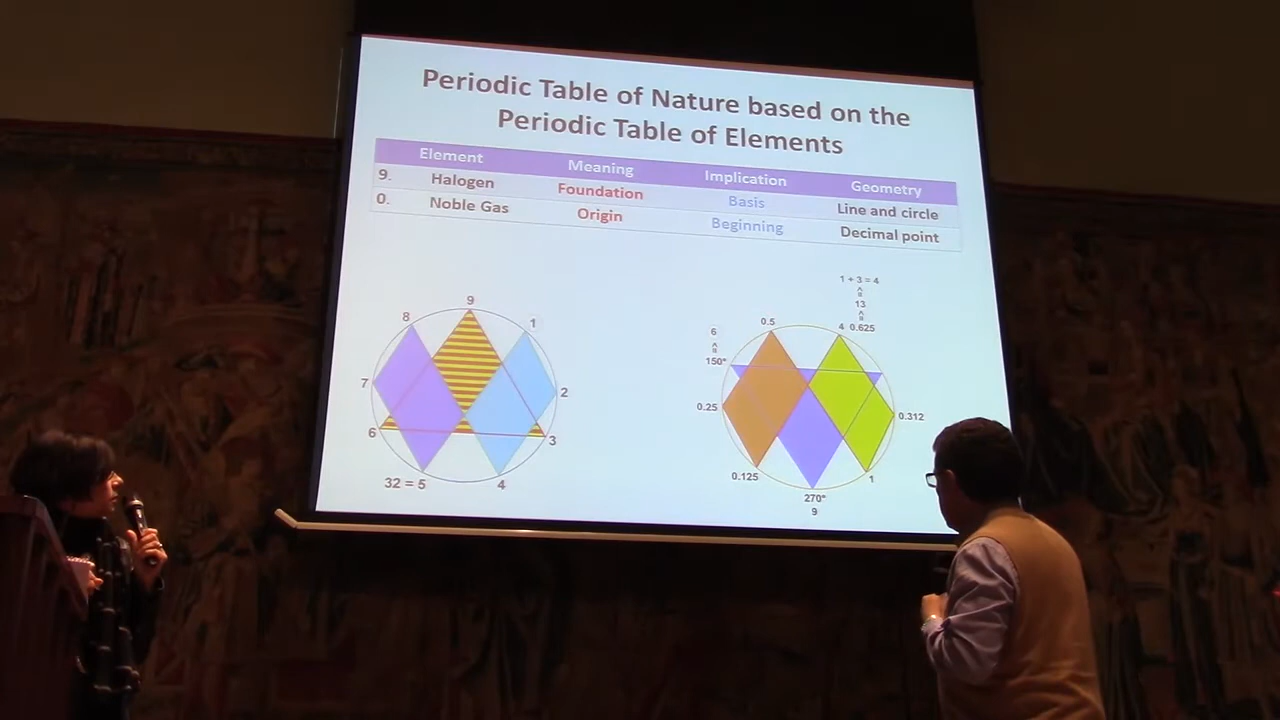 Periodic Table of Nature based on the
Periodic Table of Elements
Element Meaning Implication Geometry
9. Halogen Foundation Basis Line and circle
0. Noble Gas Origin Beginning Decimal point
9
8 1
7 2
6 3
32 = 5 4
1 + 3 = 4
13
6 0.5 4 0.625
150°
0.25 0.312
0.125 1
270°
9